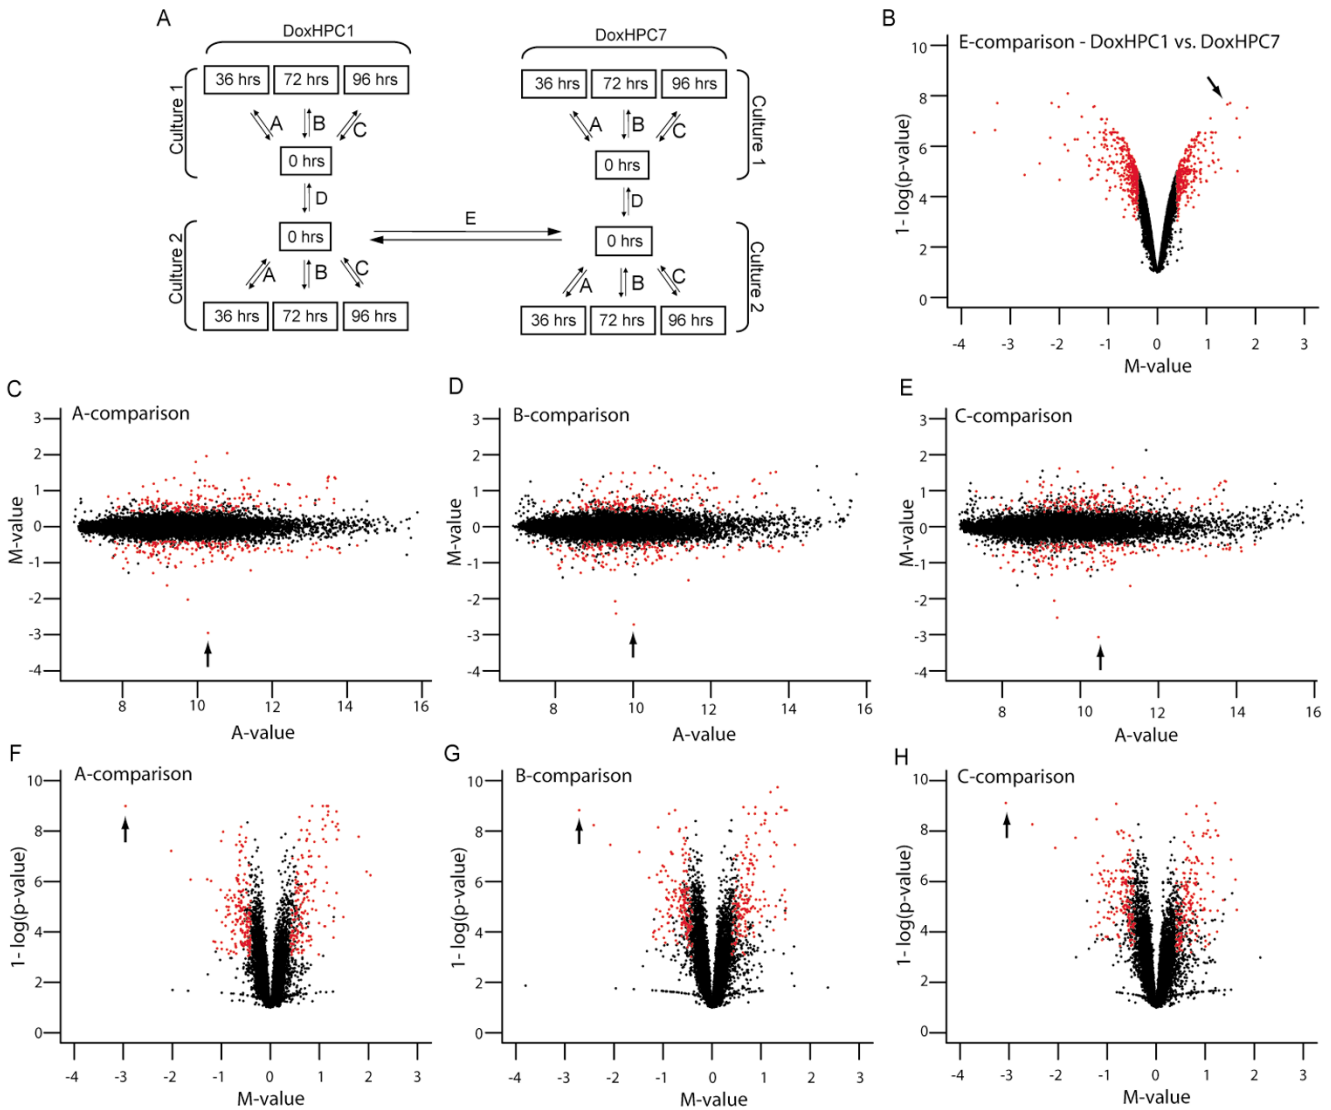 A
DoxHPC1
36 hrs 72 hrs 96 hrs
A B C
Culture 1
0 hrs
D
0 hrs
Culture 2
A B C
36 hrs 72 hrs 96 hrs
E
DoxHPC7
36 hrs 72 hrs 96 hrs
A B C
Culture 1
0 hrs
D
0 hrs
Culture 2
A B C
36 hrs 72 hrs 96 hrs
B
E-comparison - DoxHPC1 vs. DoxHPC7
1- log(p-value)
10
8
6
4
2
0
-4 -3 -2 -1 0 1 2 3
M-value
C
A-comparison
M-value
3
2
1
0
-1
-2
-3
-4
8 10 12 14 16
A-value
D
B-comparison
M-value
3
2
1
0
-1
-2
-3
-4
8 10 12 14 16
A-value
E
C-comparison
M-value
3
2
1
0
-1
-2
-3
-4
8 10 12 14 16
A-value
F
A-comparison
1- log(p-value)
10
8
6
4
2
0
-4 -3 -2 -1 0 1 2 3
M-value
G
B-comparison
1- log(p-value)
10
8
6
4
2
0
-4 -3 -2 -1 0 1 2 3
M-value
H
C-comparison
1- log(p-value)
10
8
6
4
2
0
-4 -3 -2 -1 0 1 2 3
M-value